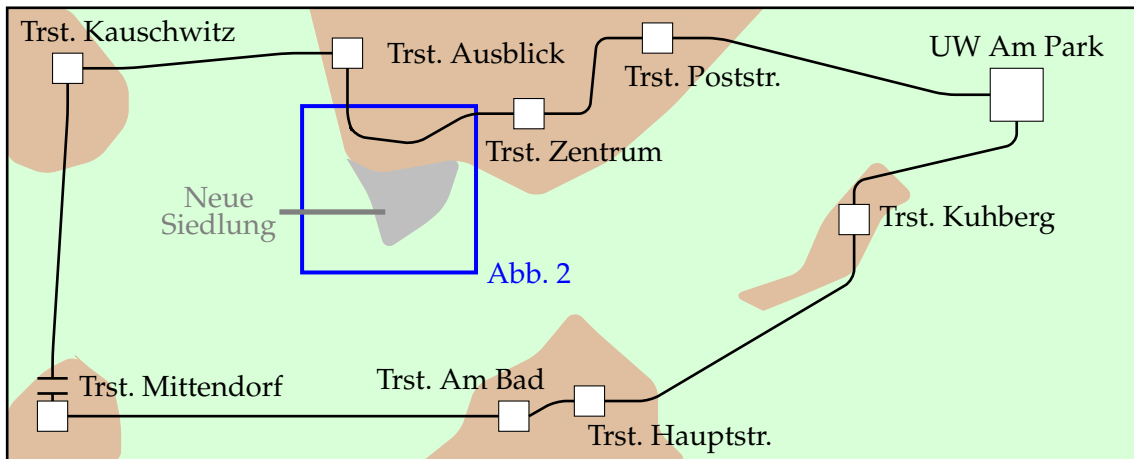 Trst. Kauschwitz
Trst. Ausblick
UW Am Park
Trst. Poststr.
Trst. Zentrum
Neue
Siedlung
Trst. Kuhberg
Abb. 2
Trst. Mittendorf
Trst. Am Bad
Trst. Hauptstr.